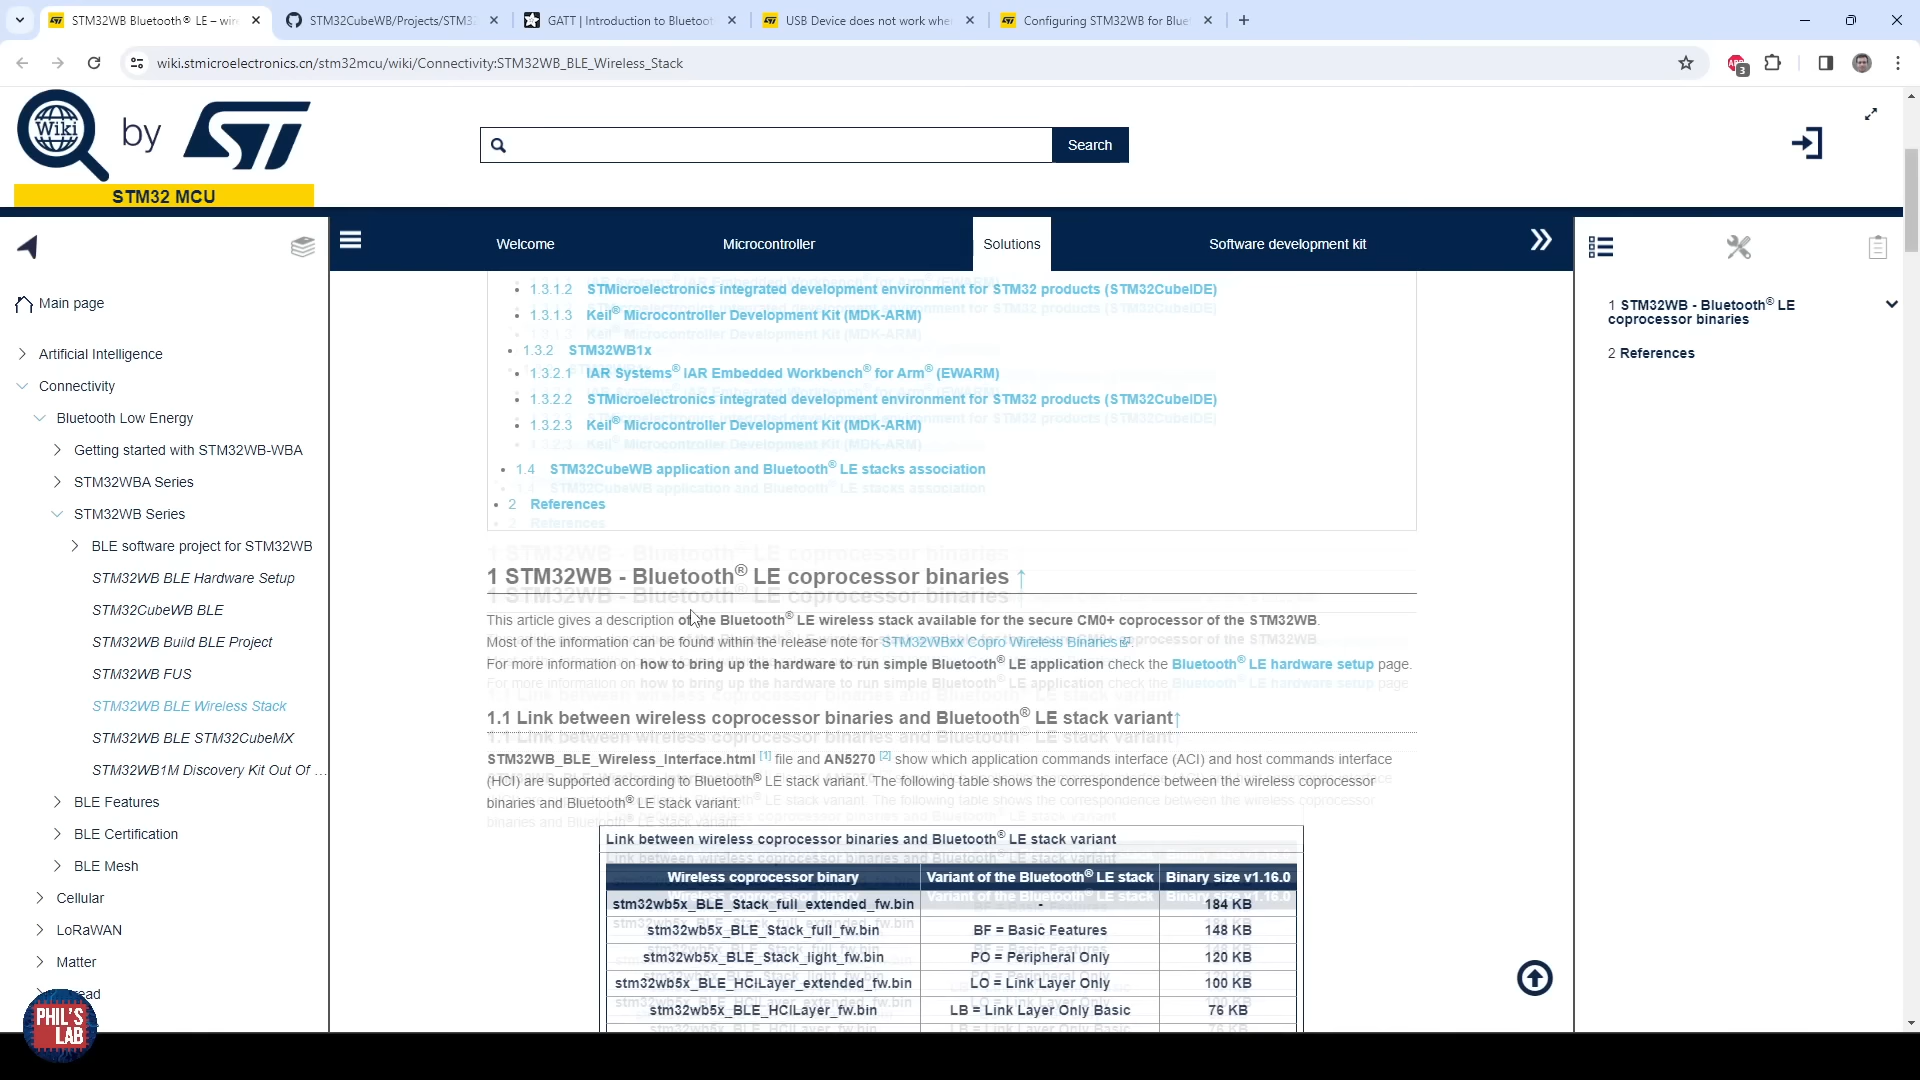 STM32WB Bluetooth® LE – wire
STM32CubeWB/Projects/STM32
GATT | Introduction to Bluetoot
USB Device does not work whe
Configuring STM32WB for Blue
wiki.stmicroelectronics.cn/stm32mcu/wiki/Connectivity:STM32WB_BLE_Wireless_Stack
ABP
3
Wiki by ST
STM32 MCU
Search
Welcome
Microcontroller
Solutions
Software development kit
Main page
Artificial Intelligence
Connectivity
Bluetooth Low Energy
Getting started with STM32WB-WBA
STM32WBA Series
STM32WB Series
BLE software project for STM32WB
STM32WB BLE Hardware Setup
STM32CubeWB BLE
STM32WB Build BLE Project
STM32WB FUS
STM32WB BLE Wireless Stack
STM32WB BLE STM32CubeMX
STM32WB1M Discovery Kit Out Of ...
BLE Features
BLE Certification
BLE Mesh
Cellular
LoRaWAN
Matter
read
PHIL'S
LAB
1.3.1.2 STMicroelectronics integrated development environment for STM32 products (STM32CubeIDE)
1.3.1.3 Keil® Microcontroller Development Kit (MDK-ARM)
1.3.2 STM32WB1x
1.3.2.1 IAR Systems® IAR Embedded Workbench® for Arm® (EWARM)
1.3.2.2 STMicroelectronics integrated development environment for STM32 products (STM32CubeIDE)
1.3.2.3 Keil® Microcontroller Development Kit (MDK-ARM)
1.4 STM32CubeWB application and Bluetooth® LE stacks association
2 References
1 STM32WB - Bluetooth® LE coprocessor binaries ↑
This article gives a description of the Bluetooth® LE wireless stack available for the secure CM0+ coprocessor of the STM32WB.
Most of the information can be found within the release note for STM32WBxx Copro Wireless Binaries.
For more information on how to bring up the hardware to run simple Bluetooth® LE application check the Bluetooth® LE hardware setup page.
1.1 Link between wireless coprocessor binaries and Bluetooth® LE stack variant↑
STM32WB_BLE_Wireless_Interface.html [1] file and AN5270 [2] show which application commands interface (ACI) and host commands interface
(HCI) are supported according to Bluetooth® LE stack variant. The following table shows the correspondence between the wireless coprocessor
binaries and Bluetooth® LE stack variant:
Link between wireless coprocessor binaries and Bluetooth® LE stack variant
Wireless coprocessor binary Variant of the Bluetooth® LE stack Binary size v1.16.0
stm32wb5x_BLE_Stack_full_extended_fw.bin - 184 KB
stm32wb5x_BLE_Stack_full_fw.bin BF = Basic Features 148 KB
stm32wb5x_BLE_Stack_light_fw.bin PO = Peripheral Only 120 KB
stm32wb5x_BLE_HCILayer_extended_fw.bin LO = Link Layer Only 100 KB
stm32wb5x_BLE_HCILayer_fw.bin LB = Link Layer Only Basic 76 KB
1 STM32WB - Bluetooth® LE
coprocessor binaries
2 References